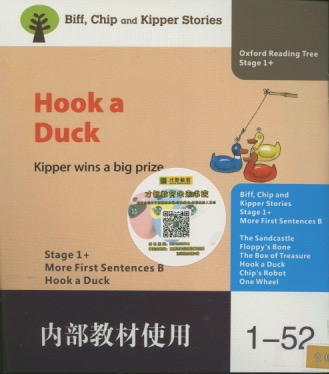 Biff, Chip and Kipper Stories
Oxford Reading Tree
Stage 1+
Hook a
Duck
Kipper wins a big prize
Biff, Chip and
Kipper Stories
Stage 1+
More First Sentences B
The Sandcastle
Floppy's Bone
The Box of Treasure
Hook a Duck
Chip's Robot
One Wheel
Stage 1+
More First Sentences B
Hook a Duck
内部教材使用
1-52